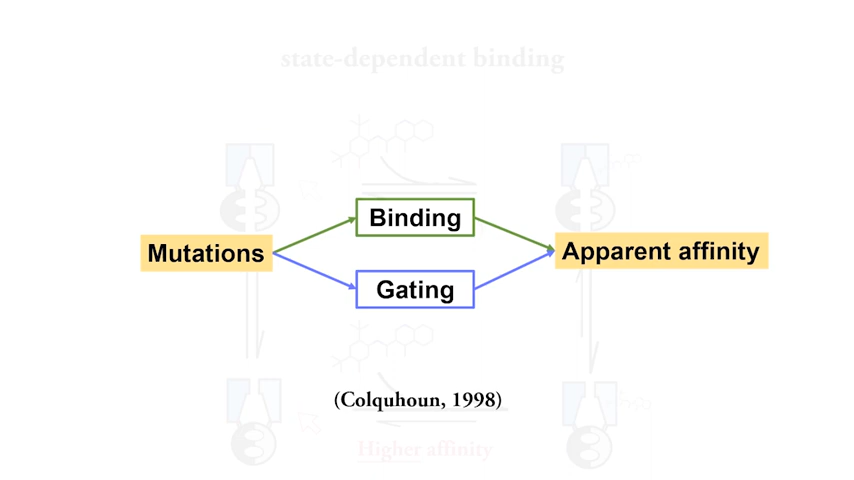 state-dependent binding
Binding
Mutations
Apparent affinity
Gating
(Colquhoun, 1998)
Higher affinity